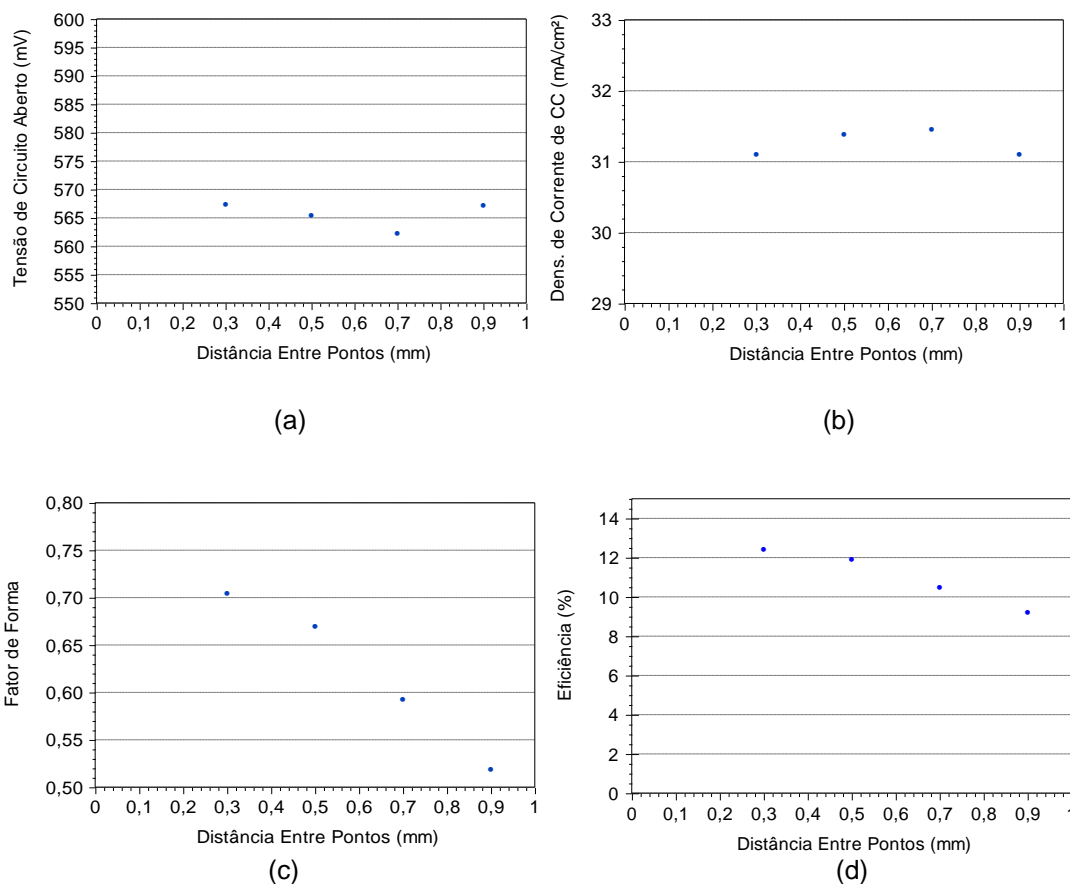 600
595
590
585
580
575
570
565
560
555
550
Tensão de Circuito Aberto (mV)
0 0,1 0,2 0,3 0,4 0,5 0,6 0,7 0,8 0,9 1
Distância Entre Pontos (mm)
(a)
33
32
31
30
29
Dens. de Corrente de CC (mA/cm²)
0 0,1 0,2 0,3 0,4 0,5 0,6 0,7 0,8 0,9 1
Distância Entre Pontos (mm)
(b)
0,80
0,75
0,70
0,65
0,60
0,55
0,50
Fator de Forma
0 0,1 0,2 0,3 0,4 0,5 0,6 0,7 0,8 0,9 1
Distância Entre Pontos (mm)
(c)
14
12
10
8
6
4
2
0
Eficiência (%)
0 0,1 0,2 0,3 0,4 0,5 0,6 0,7 0,8 0,9 1
Distância Entre Pontos (mm)
(d)